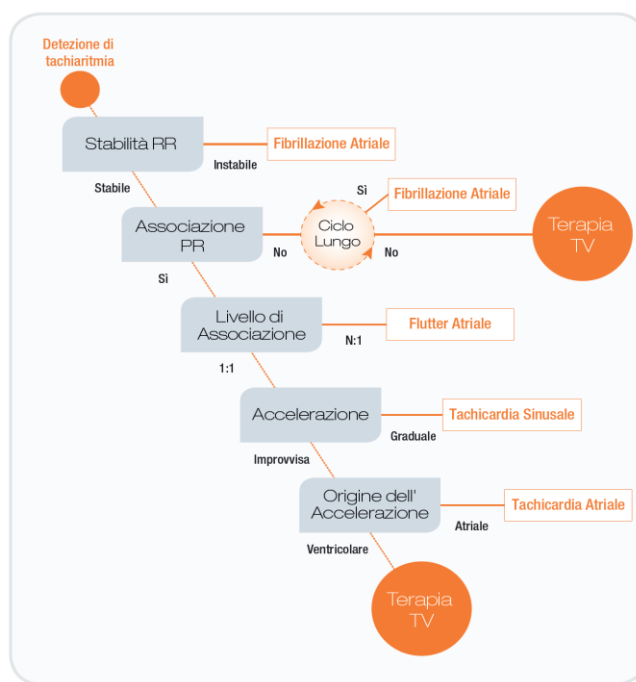 Detezione di
tachiaritmia
Stabilità RR
Fibrillazione Atriale
Instabile
Stabile
Sì
Fibrillazione Atriale
Associazione
PR
Ciclo
Lungo
Terapia
TV
No
No
Sì
Livello di
Associazione
Flutter Atriale
N:1
1:1
Accelerazione
Tachicardia Sinusale
Graduale
Improvvisa
Origine dell'
Accelerazione
Tachicardia Atriale
Atriale
Ventricolare
Terapia
TV